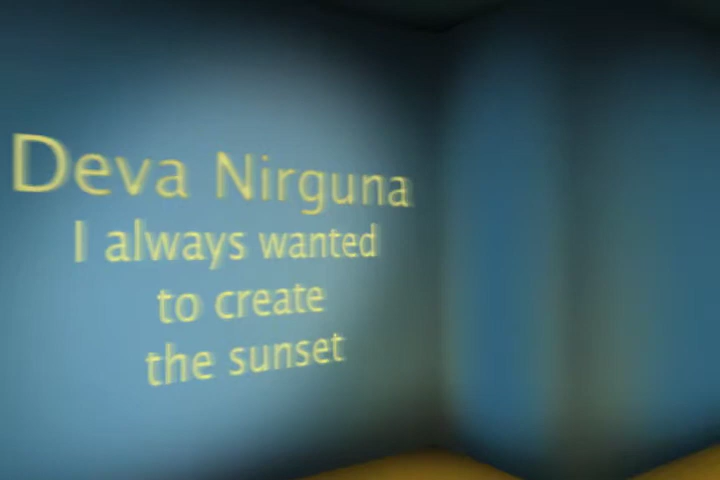 Deva Nirguna
I always wanted
to create
the sunset